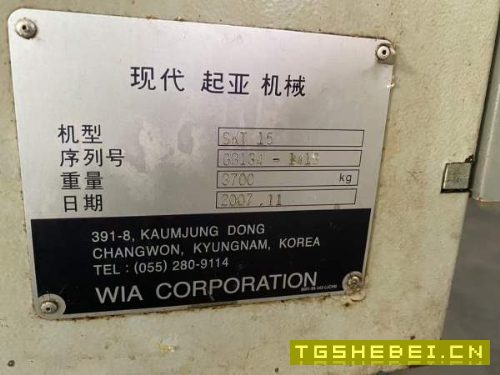 现代 起亚 机械
机型 SKT 15
序列号
重量 3700 kg
日期 2007.11
391-8, KAUMJUNG DONG
CHANGWON, KYUNGNAM, KOREA
TEL : (055) 280-9114
WIA CORPORATION
TGSHEBEI.CN